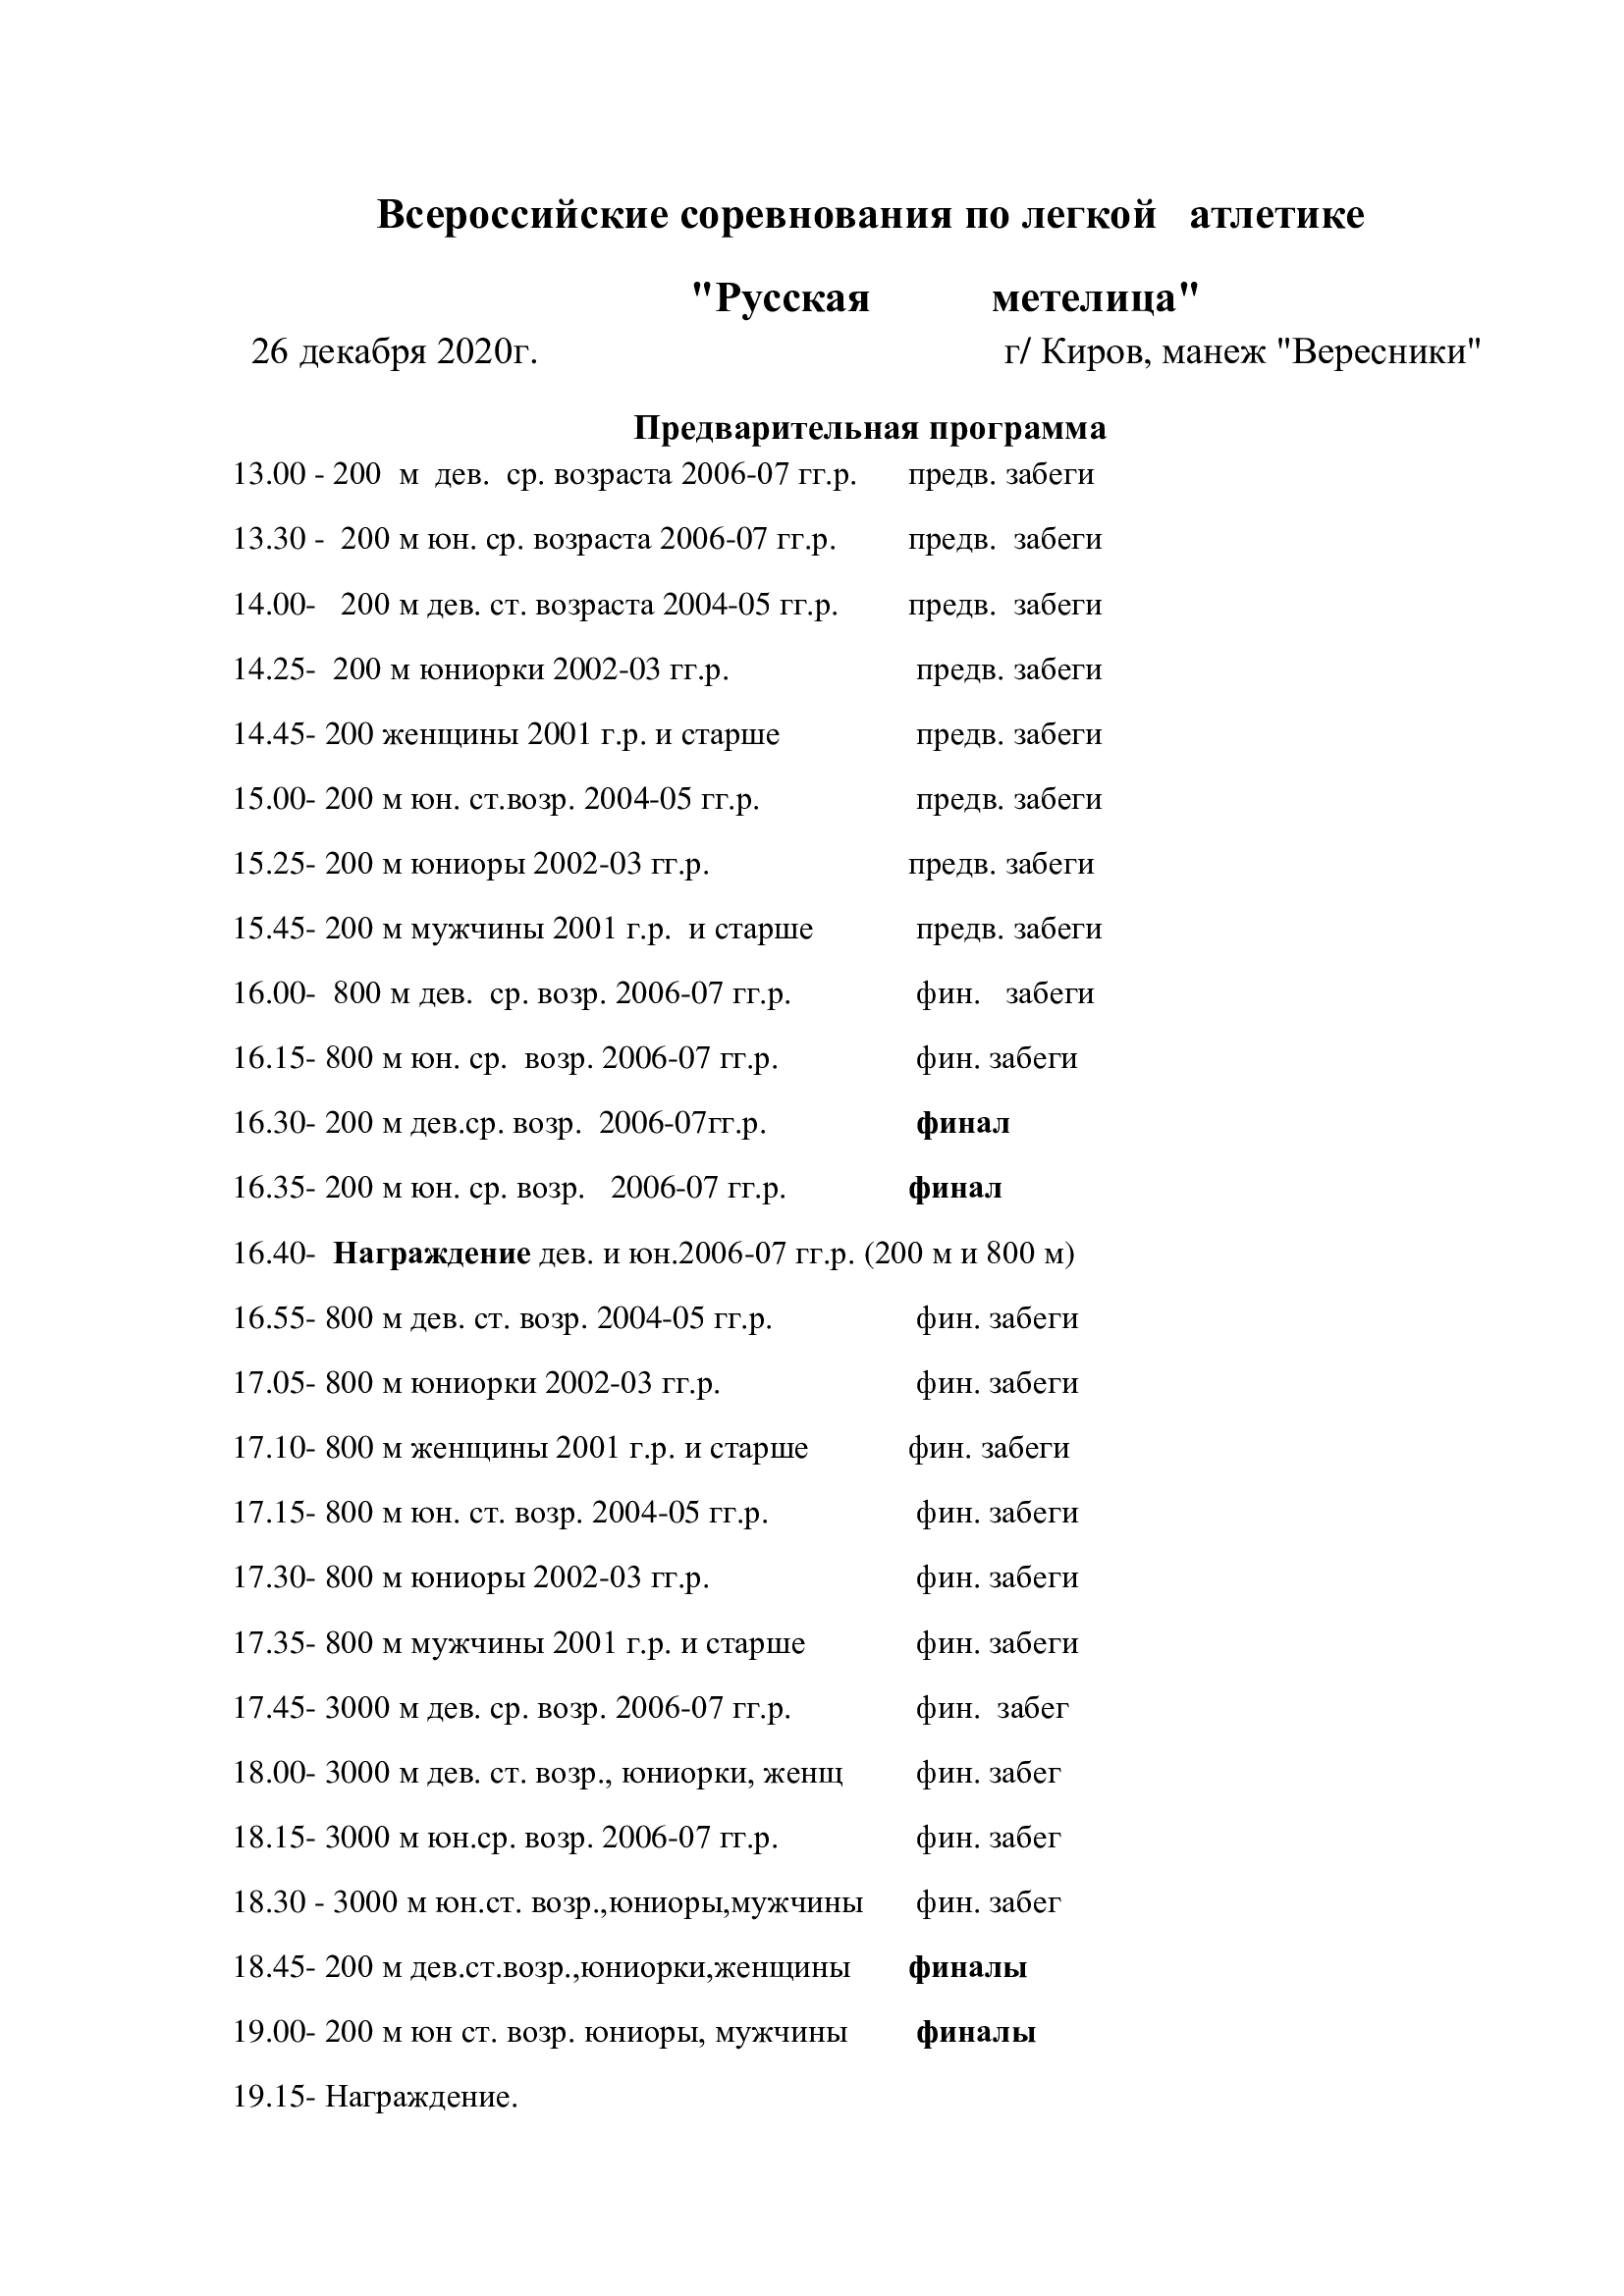 Всероссийские соревнования по легкой атлетике
"Русская метелица"
26 декабря 2020г. г/ Киров, манеж "Вересники"
Предварительная программа
13.00 - 200 м дев. ср. возраста 2006-07 гг.р. предв. забеги
13.30 - 200 м юн. ср. возраста 2006-07 гг.р. предв. забеги
14.00- 200 м дев. ст. возраста 2004-05 гг.р. предв. забеги
14.25- 200 м юниорки 2002-03 гг.р. предв. забеги
14.45- 200 женщины 2001 г.р. и старше предв. забеги
15.00- 200 м юн. ст.возр. 2004-05 гг.р. предв. забеги
15.25- 200 м юниоры 2002-03 гг.р. предв. забеги
15.45- 200 м мужчины 2001 г.р. и старше предв. забеги
16.00- 800 м дев. ср. возр. 2006-07 гг.р. фин. забеги
16.15- 800 м юн. ср. возр. 2006-07 гг.р. фин. забеги
16.30- 200 м дев.ср. возр. 2006-07гг.р. финал
16.35- 200 м юн. ср. возр. 2006-07 гг.р. финал
16.40- Награждение дев. и юн.2006-07 гг.р. (200 м и 800 м)
16.55- 800 м дев. ст. возр. 2004-05 гг.р. фин. забеги
17.05- 800 м юниорки 2002-03 гг.р. фин. забеги
17.10- 800 м женщины 2001 г.р. и старше фин. забеги
17.15- 800 м юн. ст. возр. 2004-05 гг.р. фин. забеги
17.30- 800 м юниоры 2002-03 гг.р. фин. забеги
17.35- 800 м мужчины 2001 г.р. и старше фин. забеги
17.45- 3000 м дев. ср. возр. 2006-07 гг.р. фин. забег
18.00- 3000 м дев. ст. возр., юниорки, женщ фин. забег
18.15- 3000 м юн.ср. возр. 2006-07 гг.р. фин. забег
18.30 - 3000 м юн.ст. возр.,юниоры,мужчины фин. забег
18.45- 200 м дев.ст.возр.,юниорки,женщины финалы
19.00- 200 м юн ст. возр. юниоры, мужчины финалы
19.15- Награждение.